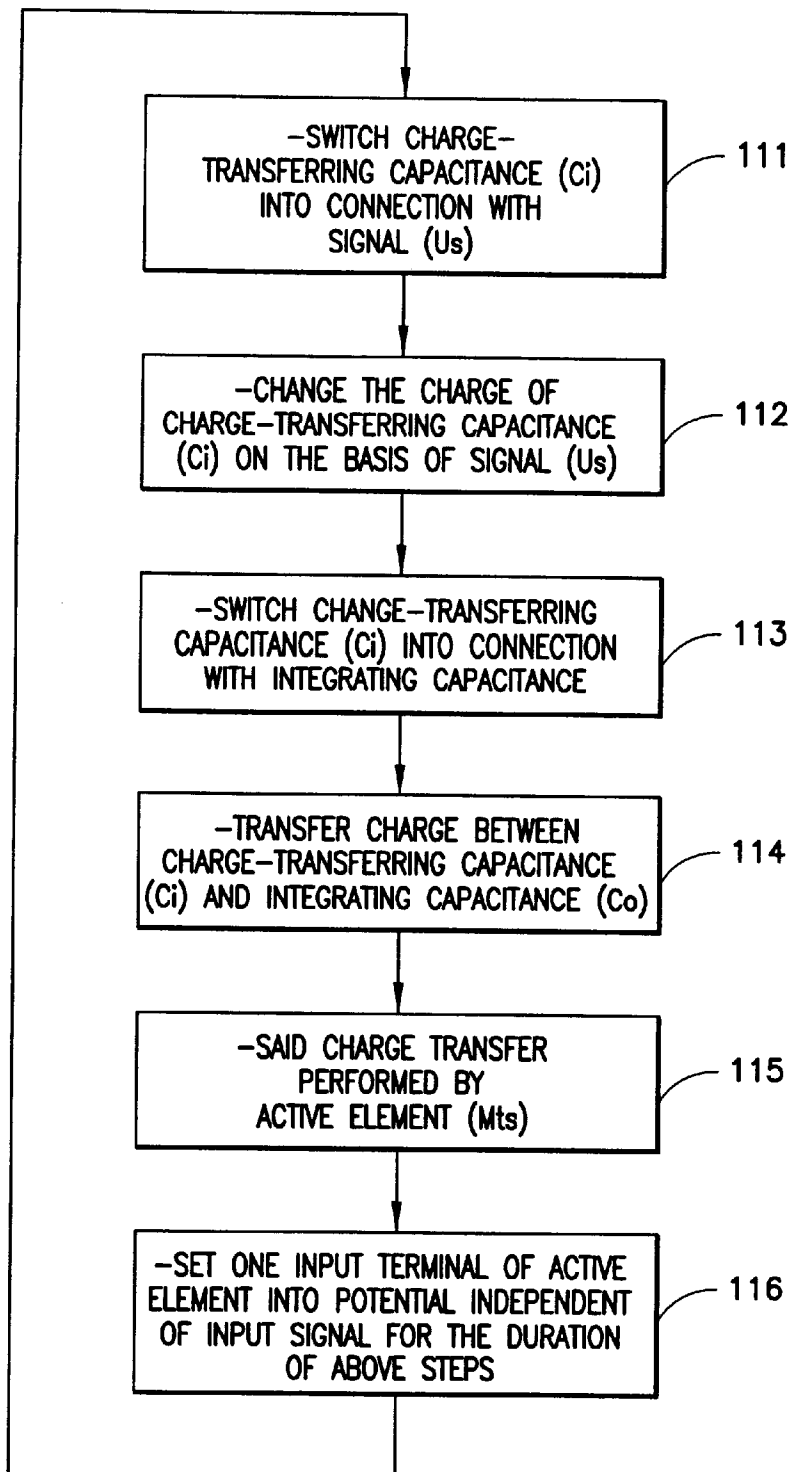 -SWITCH CHARGE-
TRANSFERRING CAPACITANCE (Ci)
INTO CONNECTION WITH
SIGNAL (Us)
111
-CHANGE THE CHARGE OF
CHARGE-TRANSFERRING CAPACITANCE
(Ci) ON THE BASIS OF SIGNAL (Us)
112
-SWITCH CHANGE-TRANSFERRING
CAPACITANCE (Ci) INTO CONNECTION
WITH INTEGRATING CAPACITANCE
113
-TRANSFER CHARGE BETWEEN
CHARGE-TRANSFERRING CAPACITANCE
(Ci) AND INTEGRATING CAPACITANCE (Co)
114
-SAID CHARGE TRANSFER
PERFORMED BY
ACTIVE ELEMENT (Mts)
115
-SET ONE INPUT TERMINAL OF ACTIVE
ELEMENT INTO POTENTIAL INDEPENDENT
OF INPUT SIGNAL FOR THE DURATION
OF ABOVE STEPS
116